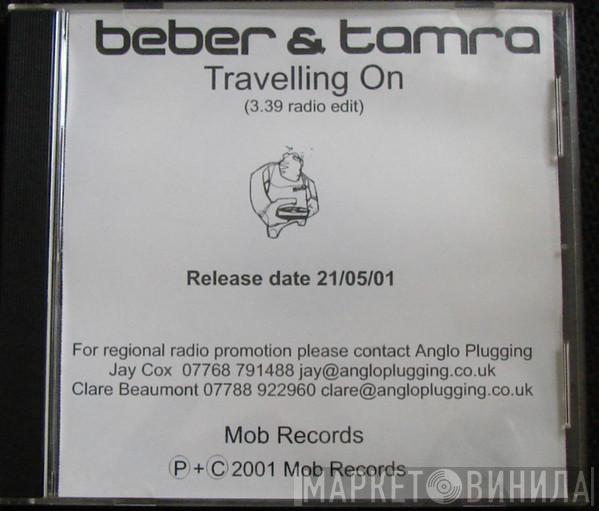 beber & tamra
Travelling On
(3.39 radio edit)
Release date 21/05/01
For regional radio promotion please contact Anglo Plugging
Jay Cox 07768 791488 jay@angloplugging.co.uk
Clare Beaumont 07788 922960 clare@angloplugging.co.uk
Mob Records
Ⓟ+Ⓒ 2001 Mob Records
МАРКЕТ ВИНИЛА